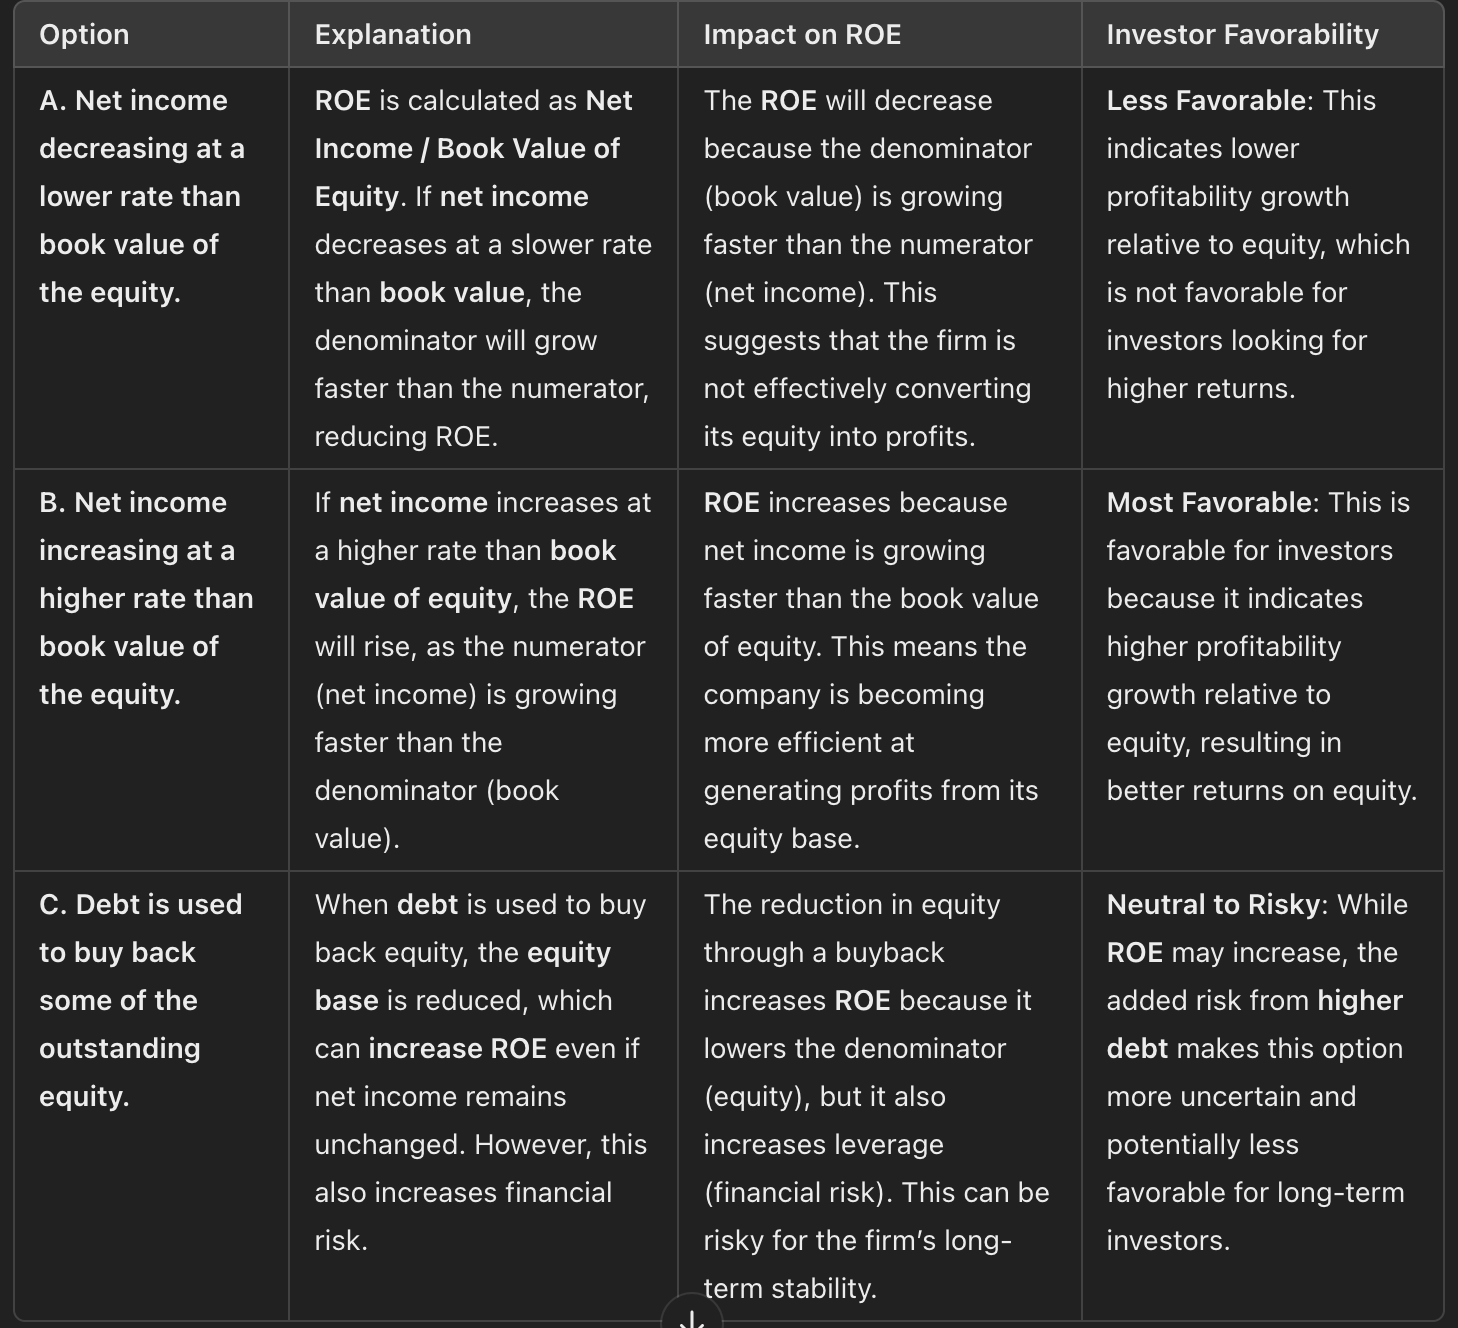 Option
Explanation
Impact on ROE
Investor Favorability
A. Net income
decreasing at a
lower rate than
book value of
the equity.
ROE is calculated as Net
Income / Book Value of
Equity. If net income
decreases at a slower rate
than book value, the
denominator will grow
faster than the numerator,
reducing ROE.
The ROE will decrease
because the denominator
(book value) is growing
faster than the numerator
(net income). This
suggests that the firm is
not effectively converting
its equity into profits.
Less Favorable: This
indicates lower
profitability growth
relative to equity, which
is not favorable for
investors looking for
higher returns.
B. Net income
increasing at a
higher rate than
book value of
the equity.
If net income increases at
a higher rate than book
value of equity, the ROE
will rise, as the numerator
(net income) is growing
faster than the
denominator (book
value).
ROE increases because
net income is growing
faster than the book value
of equity. This means the
company is becoming
more efficient at
generating profits from its
equity base.
Most Favorable: This is
favorable for investors
because it indicates
higher profitability
growth relative to
equity, resulting in
better returns on equity.
C. Debt is used
to buy back
some of the
outstanding
equity.
When debt is used to buy
back equity, the equity
base is reduced, which
can increase ROE even if
net income remains
unchanged. However, this
also increases financial
risk.
The reduction in equity
through a buyback
increases ROE because it
lowers the denominator
(equity), but it also
increases leverage
(financial risk). This can be
risky for the firm’s long-
term stability.
Neutral to Risky: While
ROE may increase, the
added risk from higher
debt makes this option
more uncertain and
potentially less
favorable for long-term
investors.